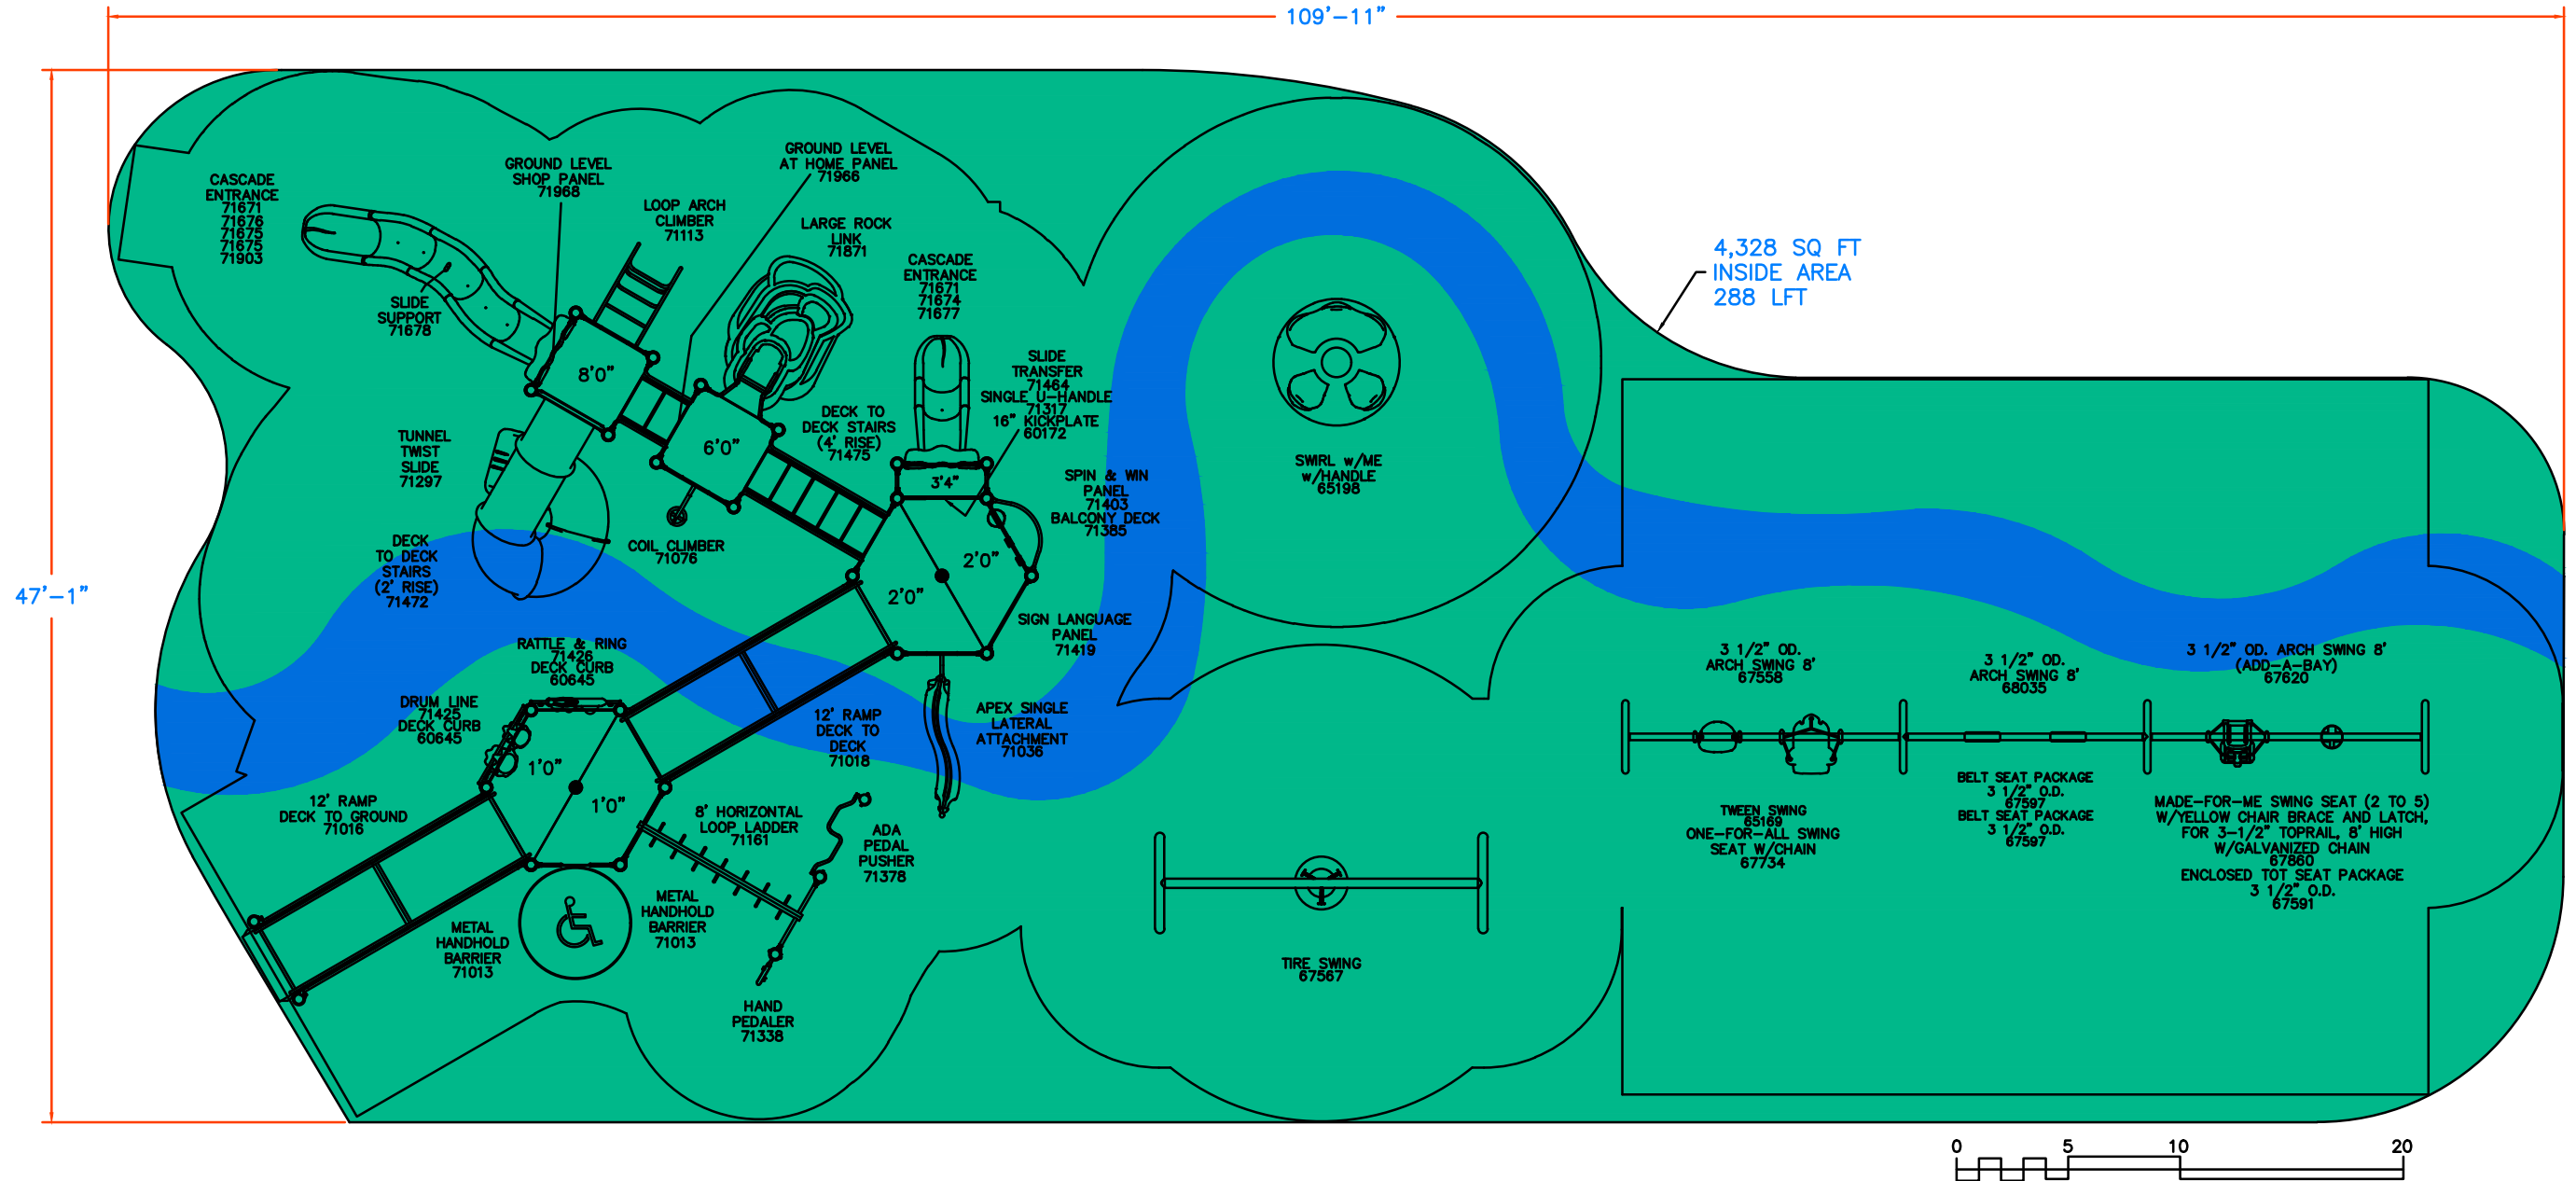 109'-11"
47'-1"
4,328 SQ FT
INSIDE AREA
288 LFT
CASCADE
ENTRANCE
71671
71676
71675
71675
71903
GROUND LEVEL
SHOP PANEL
71968
LOOP ARCH
CLIMBER
71113
GROUND LEVEL
AT HOME PANEL
71966
LARGE ROCK
LINK
71871
CASCADE
ENTRANCE
71671
71674
71677
SLIDE
SUPPORT
71678
8'0"
6'0"
SLIDE
TRANSFER
71464
SINGLE U-HANDLE
71317
16" KICKPLATE
60172
DECK TO
DECK STAIRS
(4' RISE)
71475
TUNNEL
TWIST
SLIDE
71297
3'4"
SPIN & WIN
PANEL
71403
BALCONY DECK
71385
SWIRL w/ME
w/HANDLE
65198
DECK
TO DECK
STAIRS
(2' RISE)
71472
COIL CLIMBER
71076
2'0"
2'0"
SIGN LANGUAGE
PANEL
71419
RATTLE & RING
71426
DECK CURB
60645
DRUM LINE
71425
DECK CURB
60645
1'0"
1'0"
12' RAMP
DECK TO
DECK
71018
APEX SINGLE
LATERAL
ATTACHMENT
71036
12' RAMP
DECK TO GROUND
71016
8' HORIZONTAL
LOOP LADDER
71161
ADA
PEDAL
PUSHER
71378
METAL
HANDHOLD
BARRIER
71013
METAL
HANDHOLD
BARRIER
71013
HAND
PEDALER
71338
TIRE SWING
67567
3 1/2" OD.
ARCH SWING 8'
67558
3 1/2" OD.
ARCH SWING 8'
68035
3 1/2" OD. ARCH SWING 8'
(ADD-A-BAY)
67620
TWEEN SWING
65169
ONE-FOR-ALL SWING
SEAT W/CHAIN
67734
BELT SEAT PACKAGE
3 1/2" O.D.
67597
BELT SEAT PACKAGE
3 1/2" O.D.
67597
MADE-FOR-ME SWING SEAT (2 TO 5)
W/YELLOW CHAIR BRACE AND LATCH,
FOR 3-1/2" TOPRAIL, 8' HIGH
W/GALVANIZED CHAIN
67860
ENCLOSED TOT SEAT PACKAGE
3 1/2" O.D.
67591
0 5 10 20